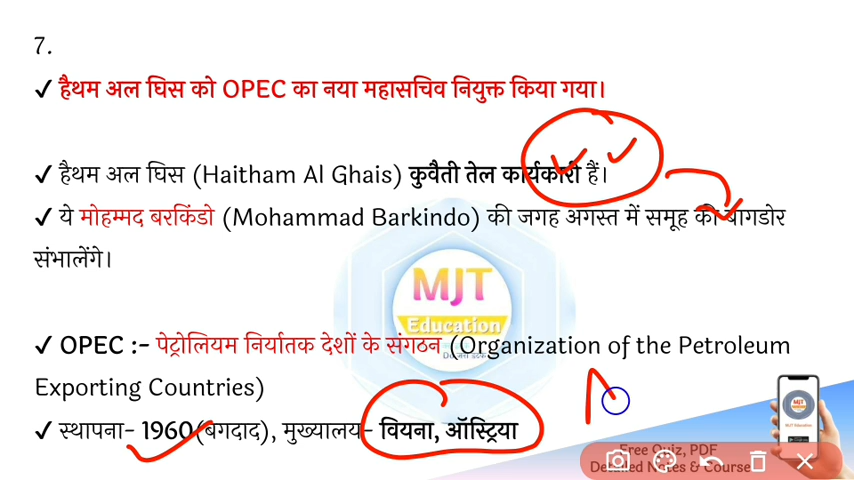 7.
✓ हैथम अल घिस को OPEC का नया महासचिव नियुक्त किया गया।
✓ हैथम अल घिस (Haitham Al Ghais) कुवैती तेल कार्यकारी हैं।
✓ ये मोहम्मद बरकिंडो (Mohammad Barkindo) की जगह अगस्त में समूह की बागडोर
संभालेंगे।
MJT
Education
✓ OPEC :- पेट्रोलियम निर्यातक देशों के संगठन (Organization of the Petroleum
Exporting Countries)
✓ स्थापना- 1960 (बगदाद), मुख्यालय- वियना, ऑस्ट्रिया
Free Quiz, PDF
Detailed Notes & Course